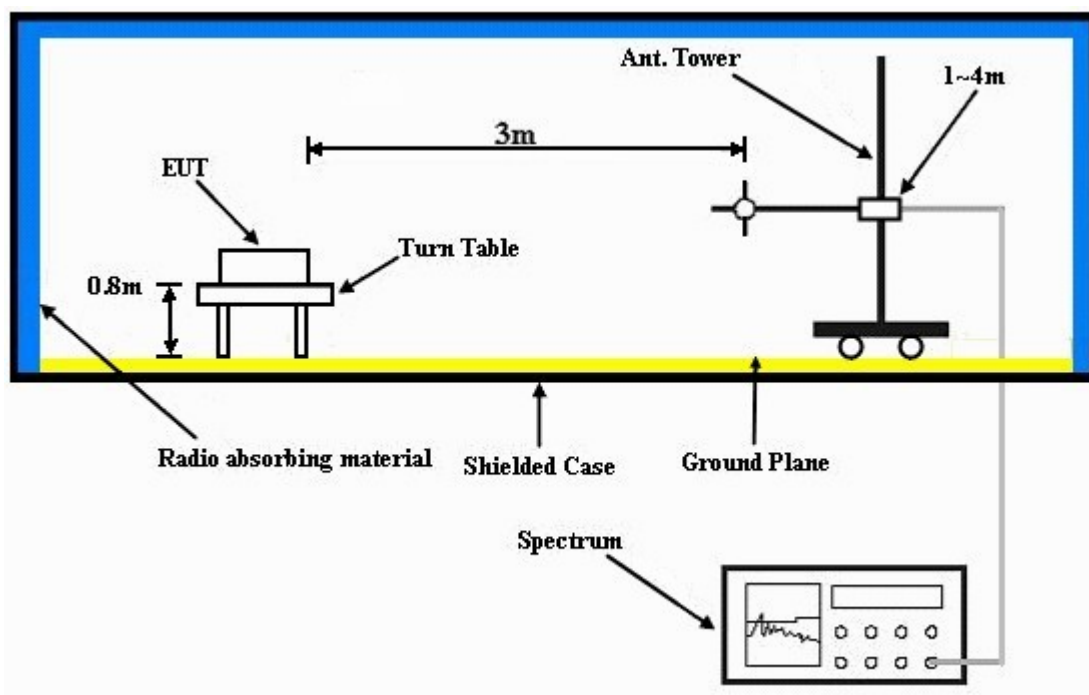 Ant. Tower
1~4m
3m
EUT
Turn Table
0.8m
Radio absorbing material
Shielded Case
Ground Plane
Spectrum